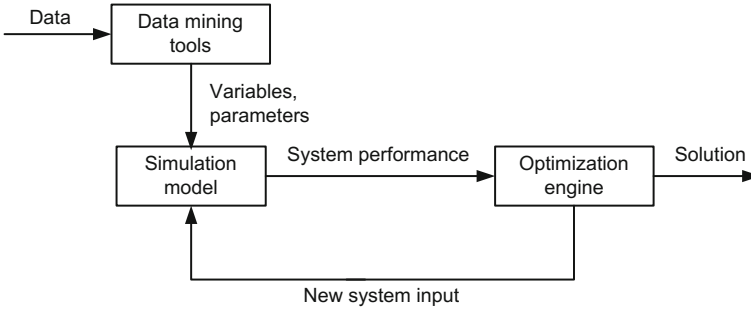 Data
Data mining
tools
Variables,
parameters
Simulation
model
System performance
Optimization
engine
Solution
New system input